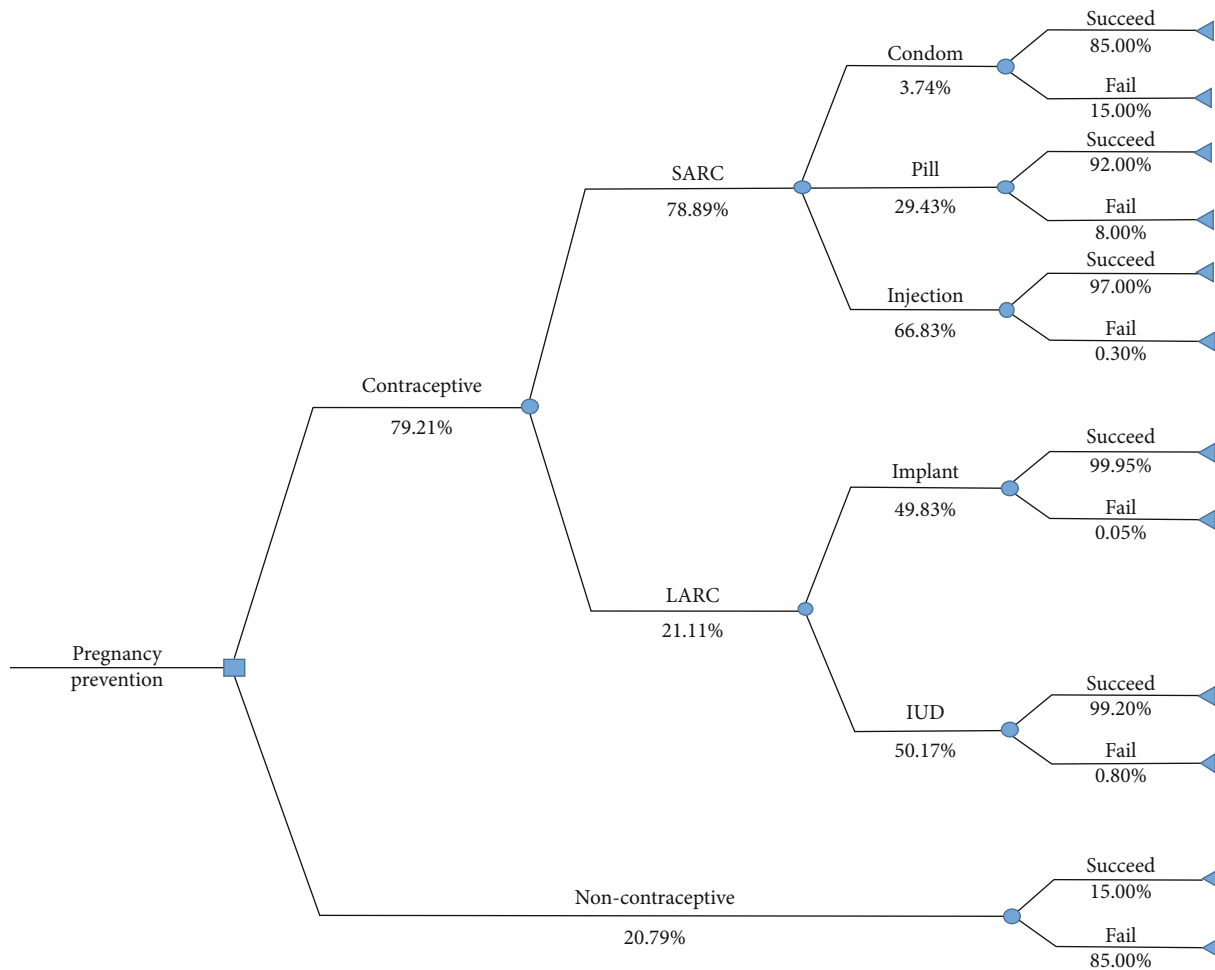 Succeed
85.00%
Condom
3.74%
Fail
15.00%
Succeed
92.00%
SARC
78.89%
Pill
29.43%
Fail
8.00%
Succeed
97.00%
Injection
66.83%
Fail
0.30%
Contraceptive
79.21%
Succeed
99.95%
Implant
49.83%
Fail
0.05%
LARC
21.11%
Pregnancy
prevention
Succeed
99.20%
IUD
50.17%
Fail
0.80%
Succeed
15.00%
Non-contraceptive
20.79%
Fail
85.00%